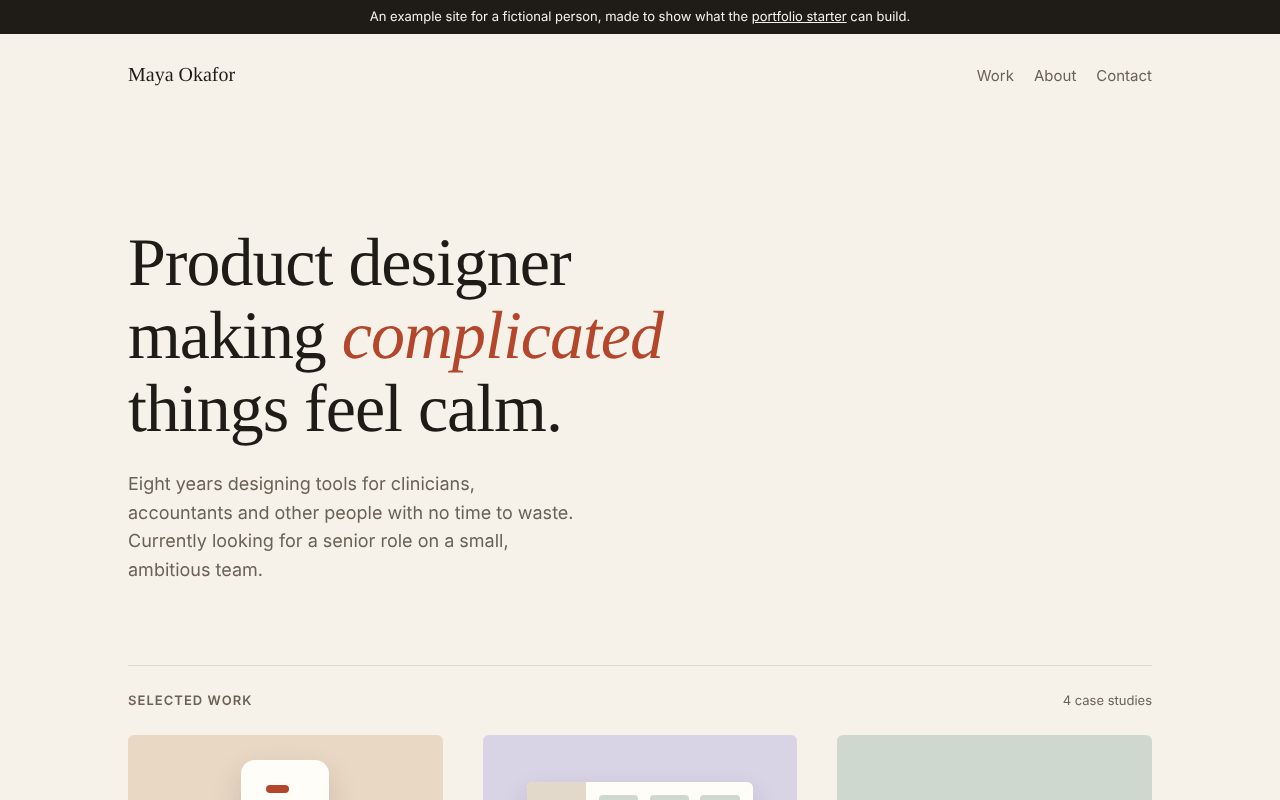 An example site for a fictional person, made to show what the portfolio starter can build.
Maya Okafor
Work About Contact
Product designer
making complicated
things feel calm.
Eight years designing tools for clinicians,
accountants and other people with no time to waste.
Currently looking for a senior role on a small,
ambitious team.
SELECTED WORK
4 case studies